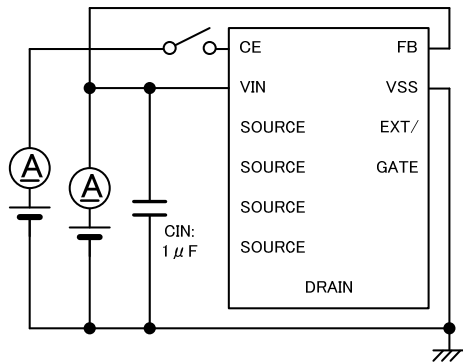 CE FB
VIN VSS
SOURCE EXT/
SOURCE GATE
A A
SOURCE
CIN:
1μF
SOURCE
DRAIN